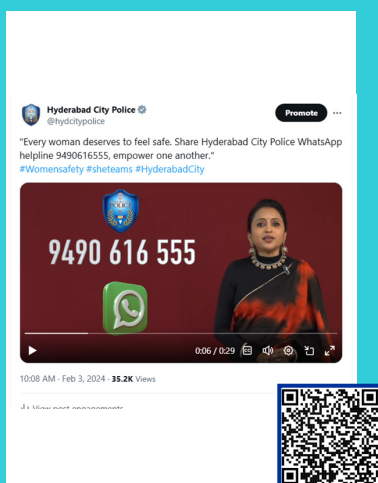 Hyderabad City Police
@hydcitypolice
Promote
"Every woman deserves to feel safe. Share Hyderabad City Police WhatsApp
helpline 9490616555, empower one another."
#Womensafety #sheteams #HyderabadCity
POLICE
9490 616 555
0:06 / 0:29
10:08 AM · Feb 3, 2024 · 35.2K Views
View post engagements